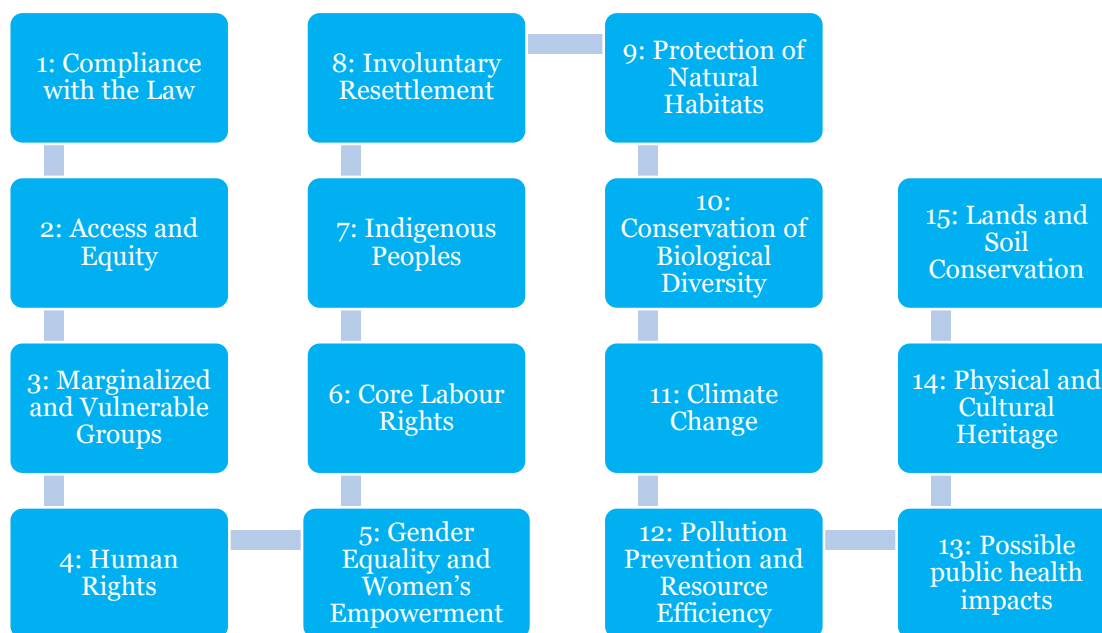 1: Compliance
with the Law
2: Access and
Equity
3: Marginalized
and Vulnerable
Groups
4: Human
Rights
5: Gender
Equality and
Women’s
Empowerment
6: Core Labour
Rights
7: Indigenous
Peoples
8: Involuntary
Resettlement
9: Protection of
Natural
Habitats
10:
Conservation of
Biological
Diversity
11: Climate
Change
12: Pollution
Prevention and
Resource
Efficiency
13: Possible
public health
impacts
14: Physical and
Cultural
Heritage
15: Lands and
Soil
Conservation